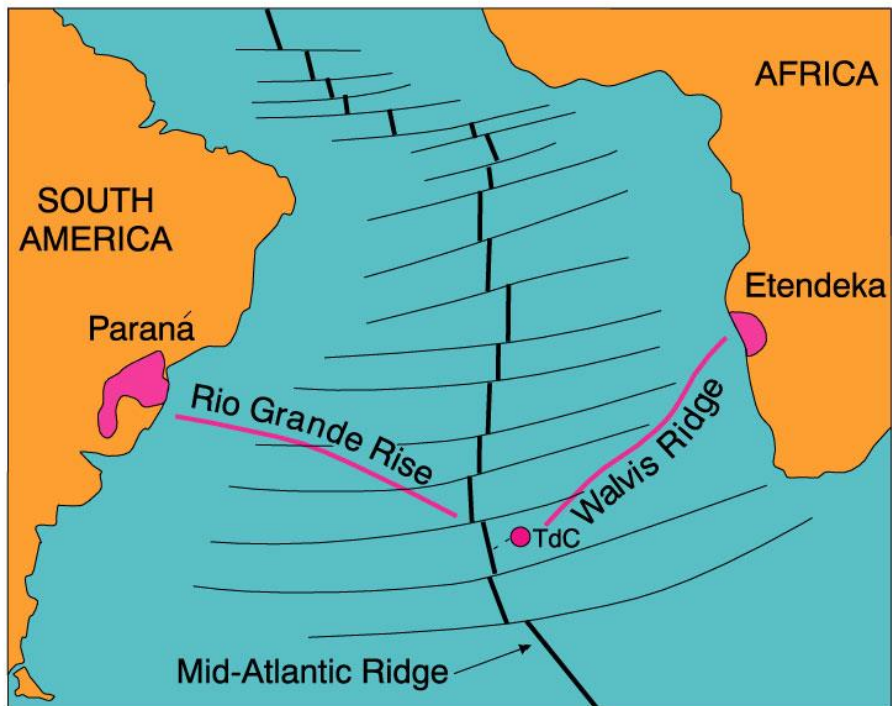 AFRICA
SOUTH
AMERICA
Etendeka
Paraná
Rio Grande Rise
Walvis Ridge
TdC
Mid-Atlantic Ridge